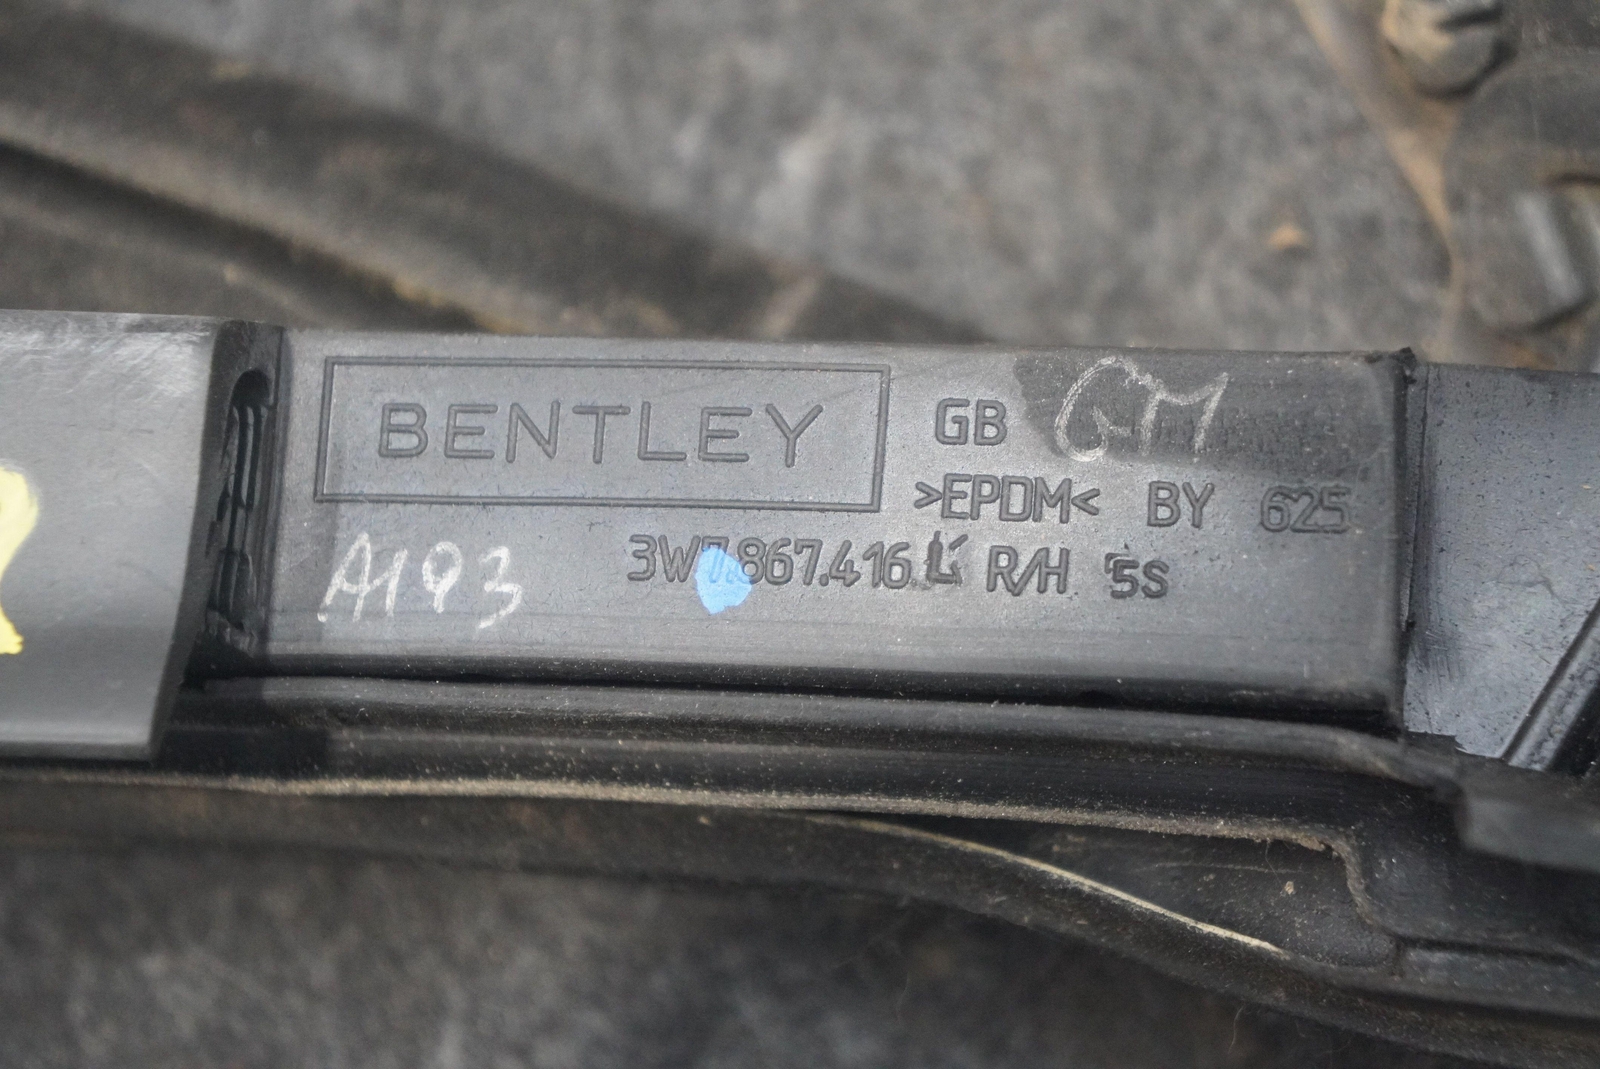 BENTLEY
GB GM
>EPDM< BY 625
3W7.867.416.L R/H 5S
A193